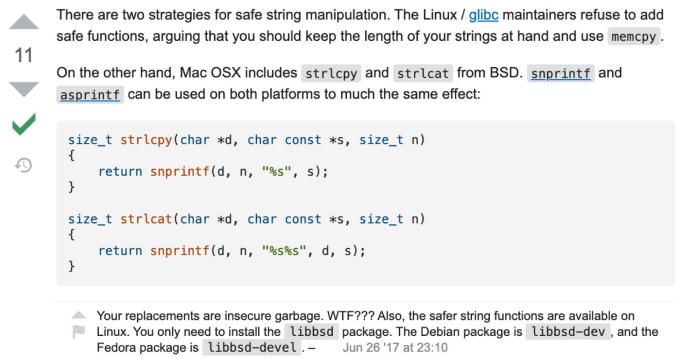 There are two strategies for safe string manipulation. The Linux / glibc maintainers refuse to add
safe functions, arguing that you should keep the length of your strings at hand and use memcpy.
11
On the other hand, Mac OSX includes strlcpy and strlcat from BSD. snprintf and
asprintf can be used on both platforms to much the same effect:
size_t strlcpy(char *d, char const *s, size_t n)
{
    return snprintf(d, n, "%s", s);
}
size_t strlcat(char *d, char const *s, size_t n)
{
    return snprintf(d, n, "%s%s", d, s);
}
Your replacements are insecure garbage. WTF??? Also, the safer string functions are available on
Linux. You only need to install the libbsd package. The Debian package is libbsd-dev, and the
Fedora package is libbsd-devel. – Jun 26 '17 at 23:10